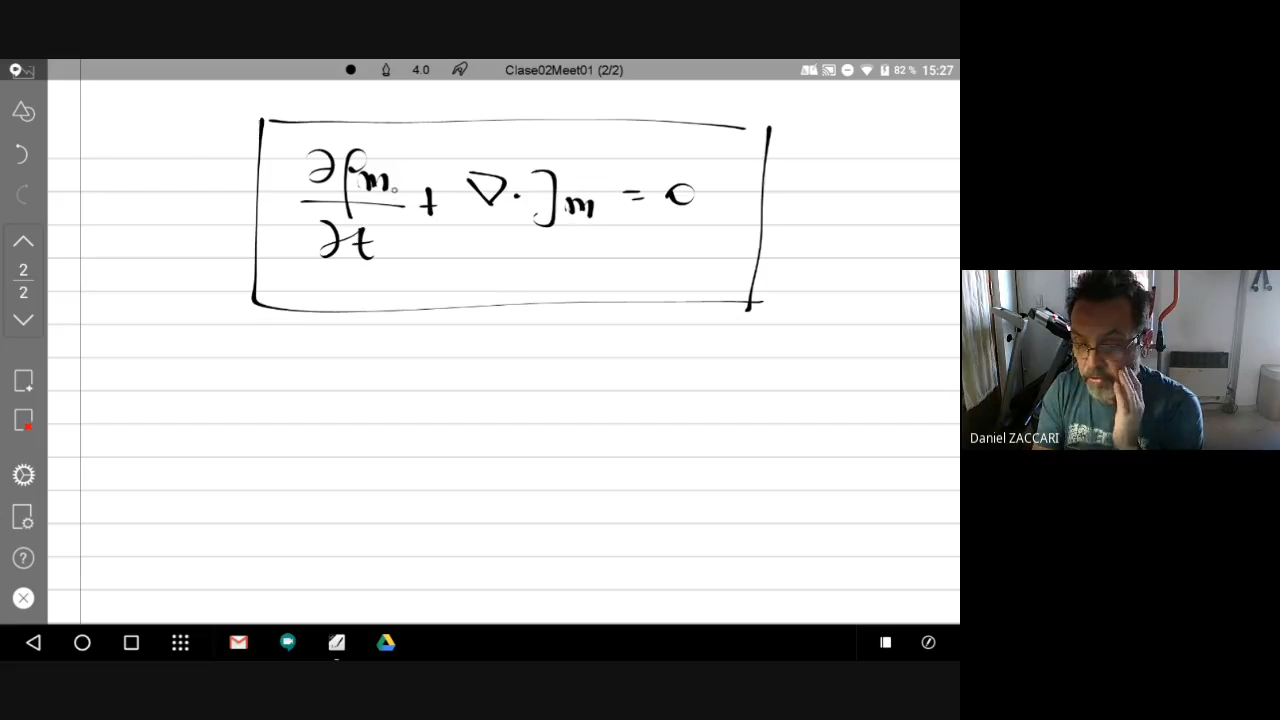 4.0 Clase02Meet01 (2/2) 82 % 15:27
∂ρm/∂t + ∇·Jm = 0
2
2
Daniel ZACCARI